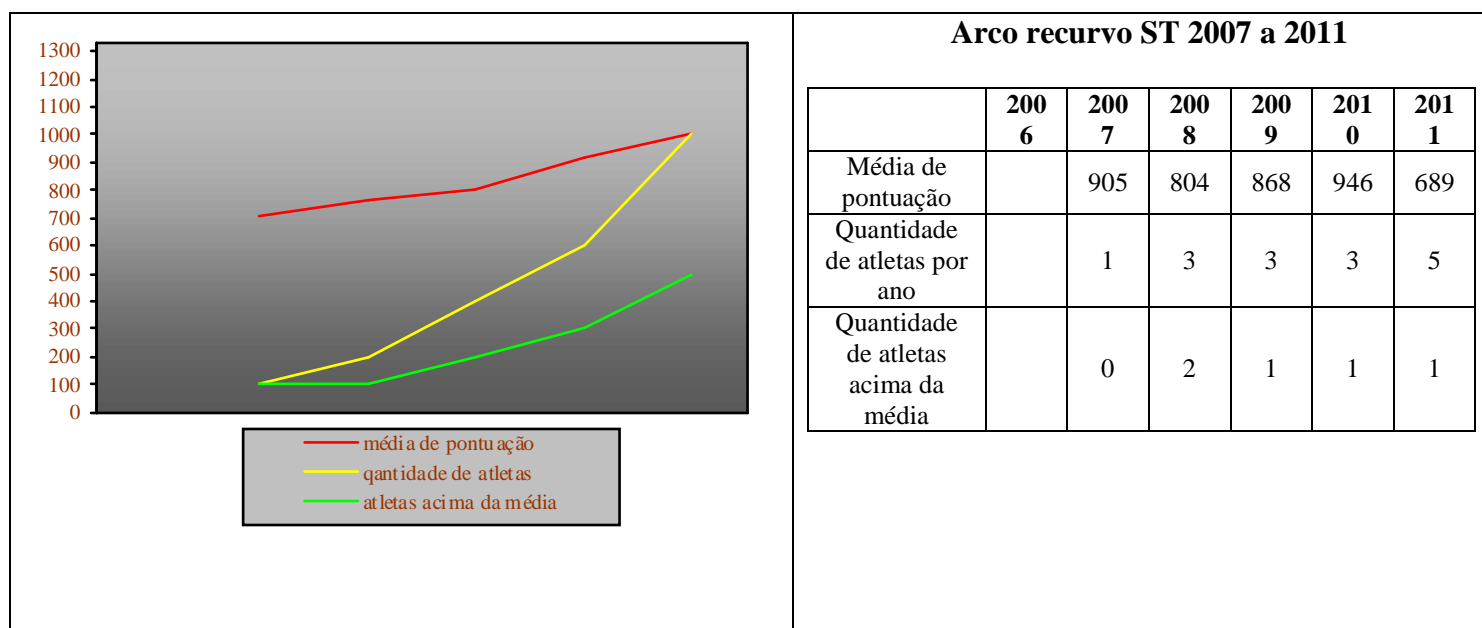 1300
1200
1100
1000
900
800
700
600
500
400
300
200
100
0
média de pontuação
qantidade de atletas
atletas acima da média
Arco recurvo ST 2007 a 2011
200 200 200 200 201 201
6 7 8 9 0 1
Média de
pontuação
905 804 868 946 689
Quantidade
de atletas por
ano
1 3 3 3 5
Quantidade
de atletas
acima da
média
0 2 1 1 1